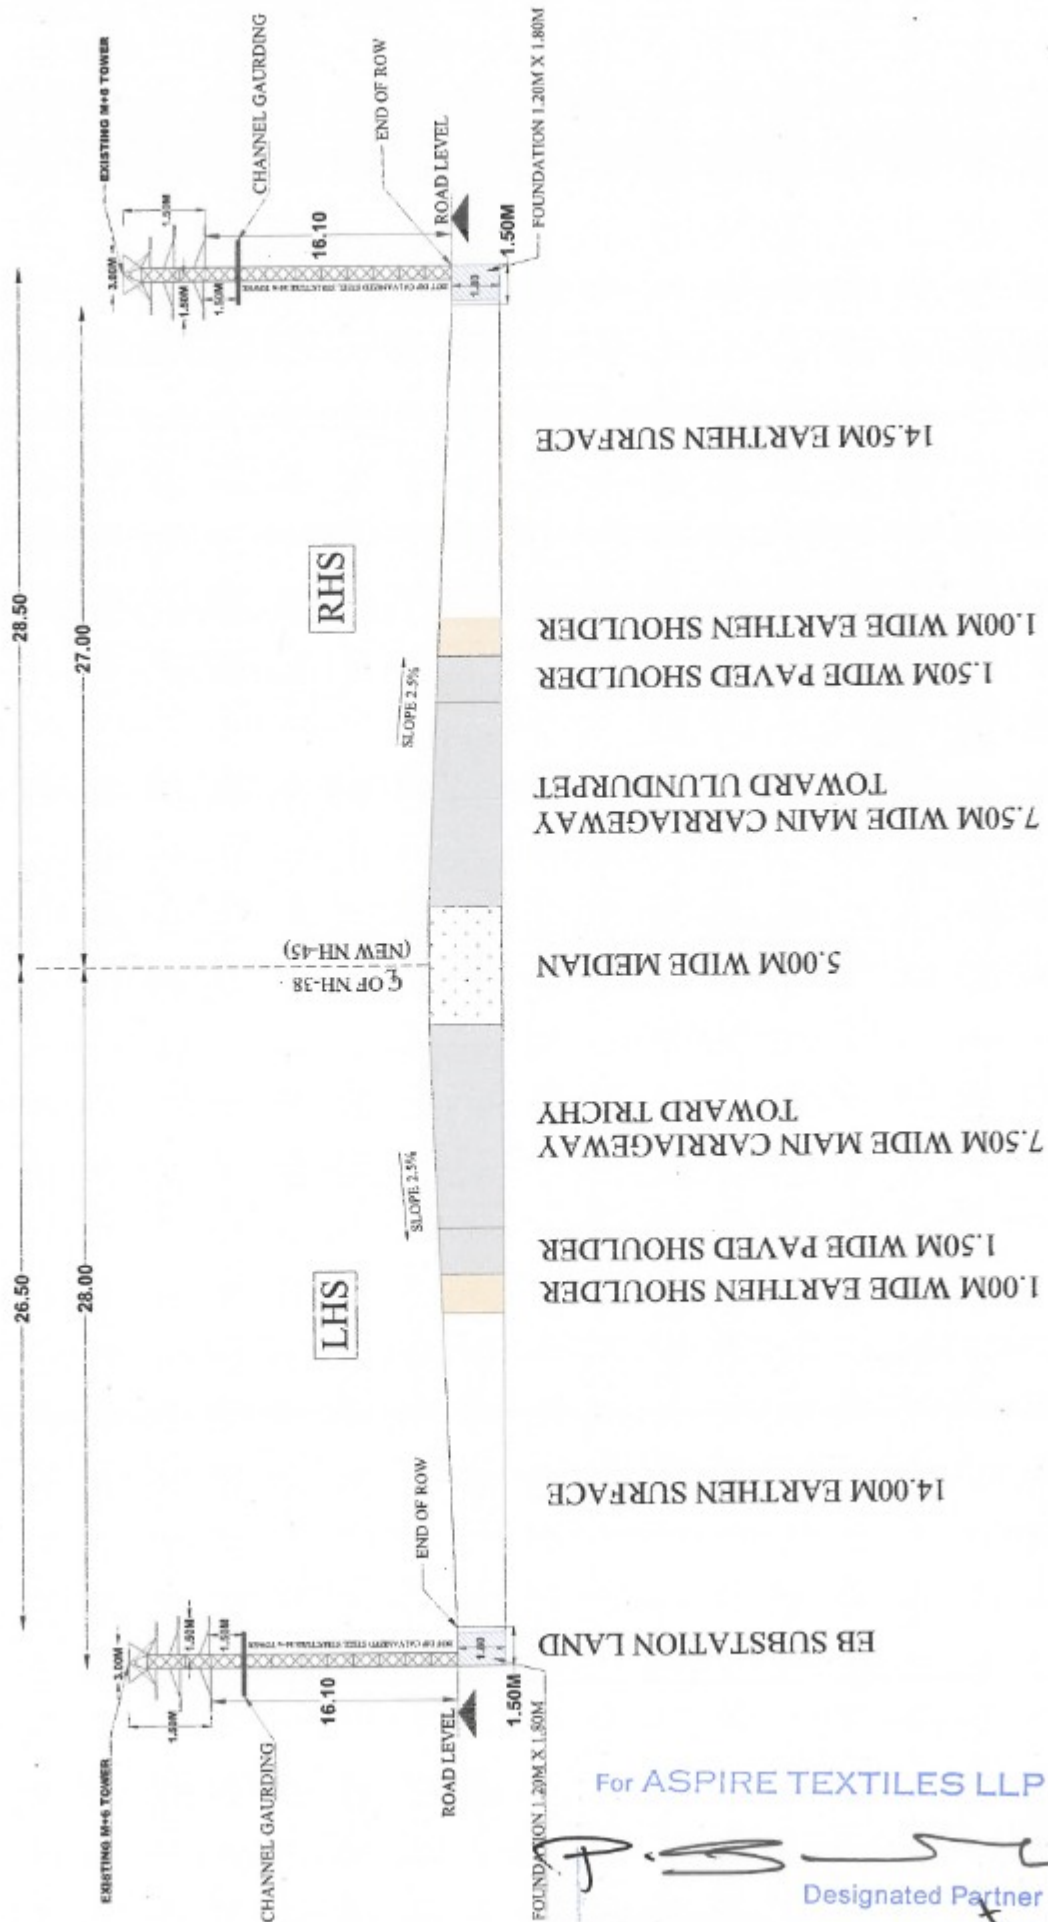 28.50
26.50
27.00
28.00
EXISTING M+6 TOWER
3.00M
1.50M
1.50M
1.50M
CHANNEL GAURDING
16.10
END OF ROW
ROAD LEVEL
1.50M
FOUNDATION 1.20M X 1.80M
RHS
SLOPE 2.5%
14.50M EARTHEN SURFACE
1.00M WIDE EARTHEN SHOULDER
1.50M WIDE PAVED SHOULDER
7.50M WIDE MAIN CARRIAGEWAY
TOWARD ULUNDURPET
℄ OF NH-38
(NEW NH-45)
5.00M WIDE MEDIAN
7.50M WIDE MAIN CARRIAGEWAY
TOWARD TRICHY
SLOPE 2.5%
LHS
1.50M WIDE PAVED SHOULDER
1.00M WIDE EARTHEN SHOULDER
14.00M EARTHEN SURFACE
END OF ROW
EB SUBSTATION LAND
EXISTING M+6 TOWER
3.00M
1.50M
1.50M
1.50M
CHANNEL GAURDING
16.10
ROAD LEVEL
1.50M
FOUNDATION 1.20M X 1.80M
For ASPIRE TEXTILES LLP
Designated Partner